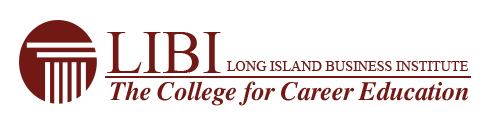 LIBI LONG ISLAND BUSINESS INSTITUTE
The College for Career Education